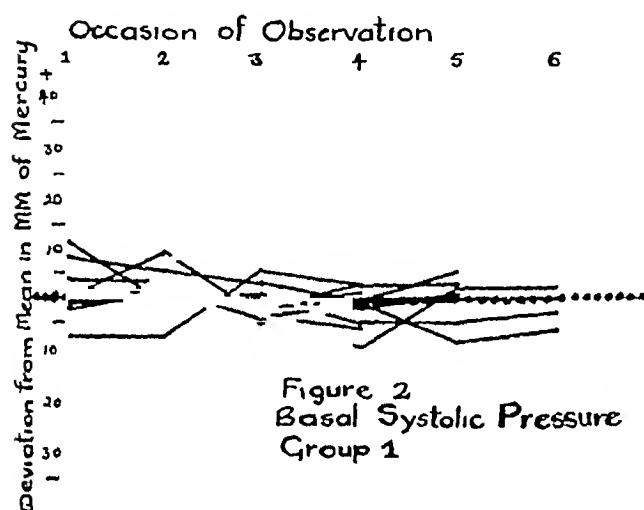 Occasion of Observation
1 2 3 4 5 6
Deviation from Mean in MM of Mercury
+
40
30
20
10
10
20
30
Figure 2
Basal Systolic Pressure
Group 1